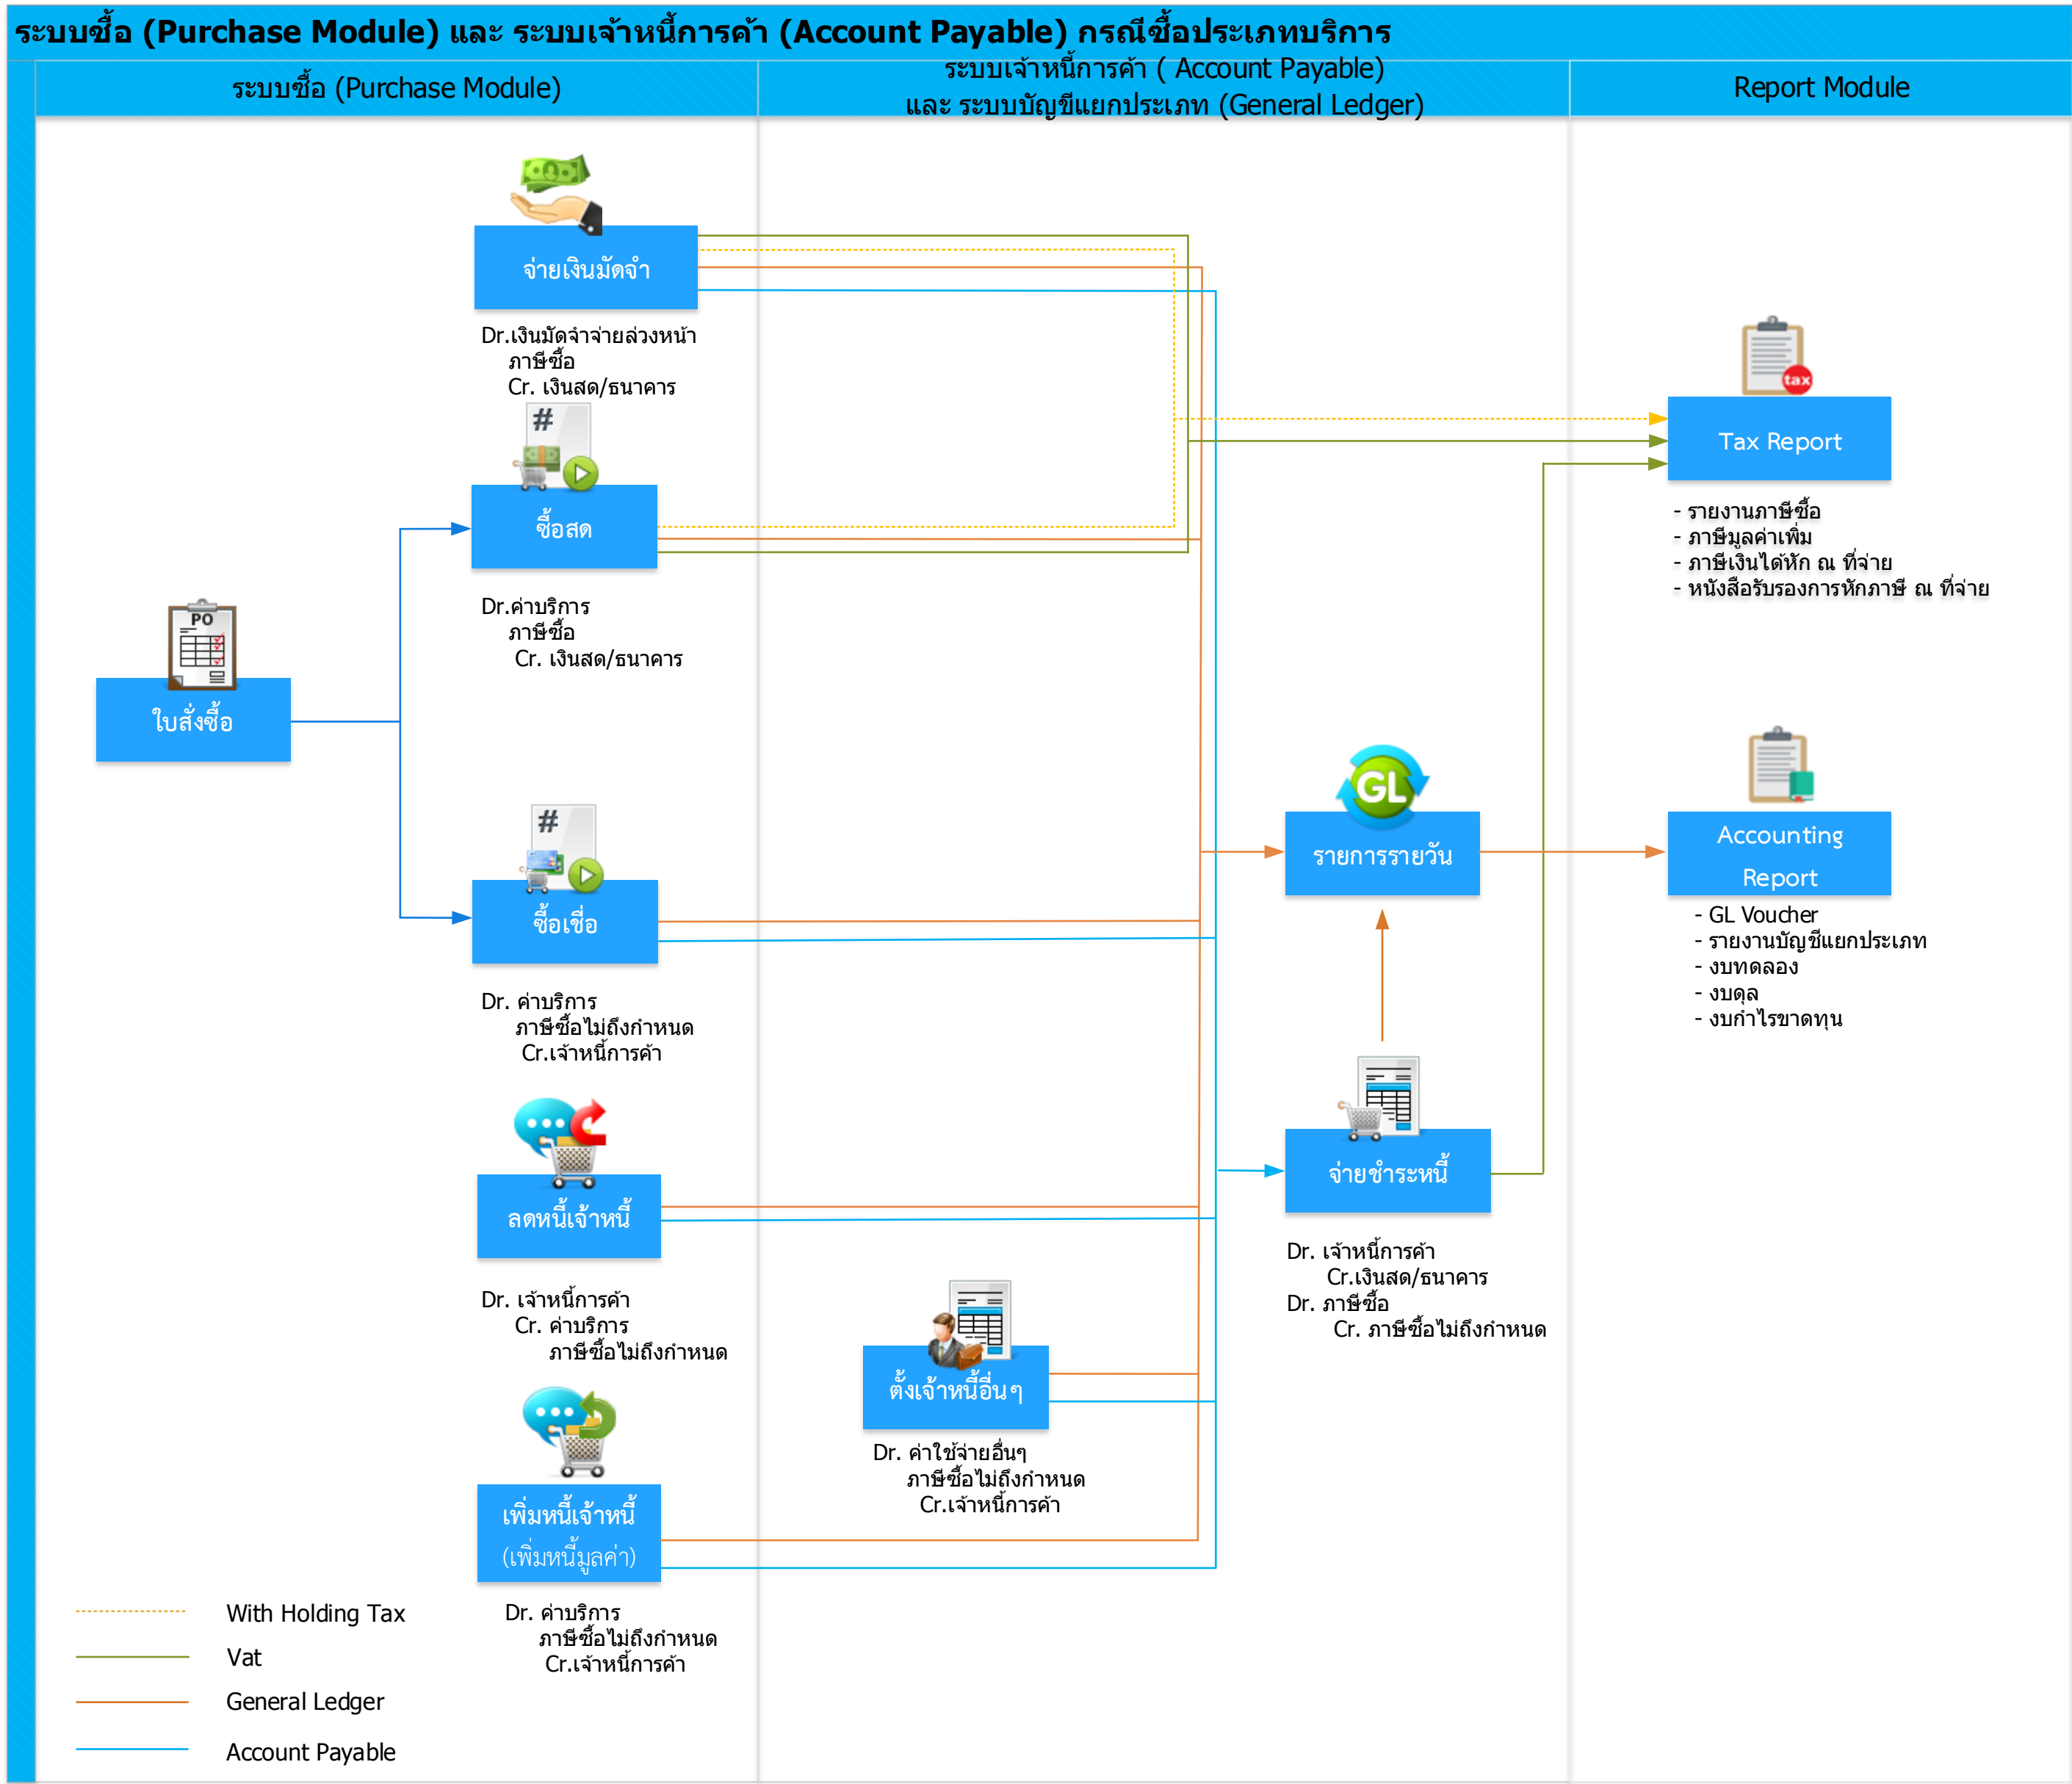 ระบบซื้อ (Purchase Module) และ ระบบเจ้าหนี้การค้า (Account Payable) กรณีซื้อประเภทบริการ
ระบบซื้อ (Purchase Module)
ระบบเจ้าหนี้การค้า ( Account Payable)
และ ระบบบัญชีแยกประเภท (General Ledger)
Report Module
จ่ายเงินมัดจำ
Dr.เงินมัดจำจ่ายล่วงหน้า
ภาษีซื้อ
Cr. เงินสด/ธนาคาร
#
ซื้อสด
Dr.ค่าบริการ
ภาษีซื้อ
Cr. เงินสด/ธนาคาร
PO
ใบสั่งซื้อ
#
ซื้อเชื่อ
Dr. ค่าบริการ
ภาษีซื้อไม่ถึงกำหนด
Cr.เจ้าหนี้การค้า
ลดหนี้เจ้าหนี้
Dr. เจ้าหนี้การค้า
Cr. ค่าบริการ
ภาษีซื้อไม่ถึงกำหนด
เพิ่มหนี้เจ้าหนี้
(เพิ่มหนี้มูลค่า)
Dr. ค่าบริการ
ภาษีซื้อไม่ถึงกำหนด
Cr.เจ้าหนี้การค้า
ตั้งเจ้าหนี้อื่นๆ
Dr. ค่าใช้จ่ายอื่นๆ
ภาษีซื้อไม่ถึงกำหนด
Cr.เจ้าหนี้การค้า
GL
รายการรายวัน
จ่ายชำระหนี้
Dr. เจ้าหนี้การค้า
Cr.เงินสด/ธนาคาร
Dr. ภาษีซื้อ
Cr. ภาษีซื้อไม่ถึงกำหนด
tax
Tax Report
- รายงานภาษีซื้อ
- ภาษีมูลค่าเพิ่ม
- ภาษีเงินได้หัก ณ ที่จ่าย
- หนังสือรับรองการหักภาษี ณ ที่จ่าย
Accounting
Report
- GL Voucher
- รายงานบัญชีแยกประเภท
- งบทดลอง
- งบดุล
- งบกำไรขาดทุน
With Holding Tax
Vat
General Ledger
Account Payable